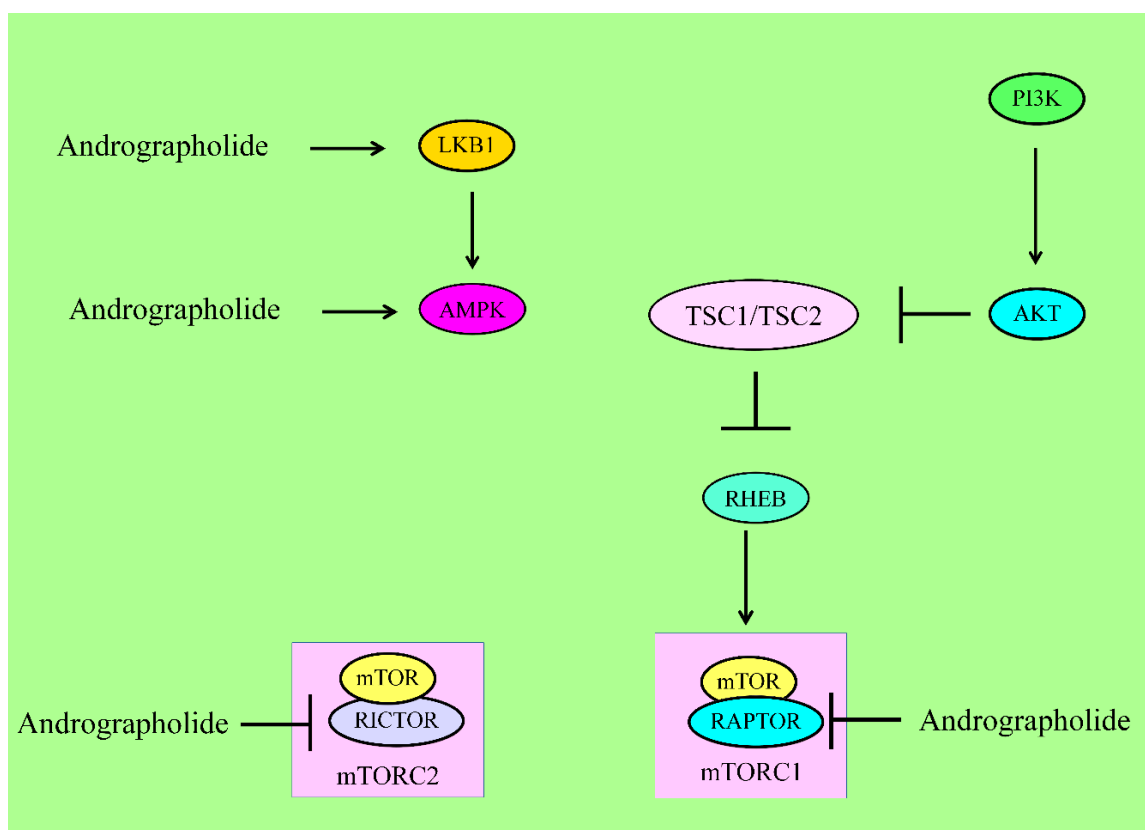 PI3K
Andrographolide
LKB1
Andrographolide
AMPK
TSC1/TSC2
AKT
RHEB
mTOR
RICTOR
mTORC2
Andrographolide
mTOR
RAPTOR
mTORC1
Andrographolide